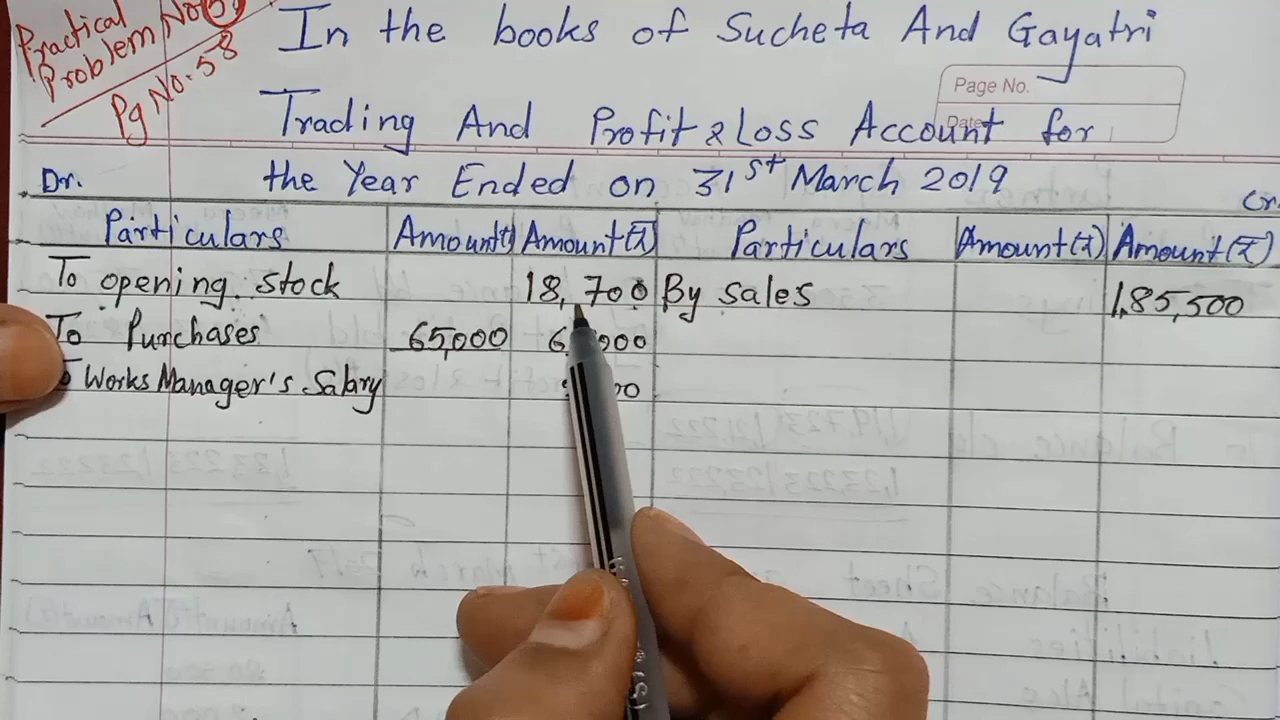 Practical
Problem No
Pg No. 58
In the books of Sucheta And Gayatri
Page No.
Date
Trading And Profit & Loss Account for
Dr. the Year Ended on 31st March 2019 Cr.
Particulars Amount(₹) Amount(₹) Particulars Amount(₹) Amount(₹)
To opening stock 18,700 By sales 1,85,500
To Purchases 65,000
Works Manager's Salary